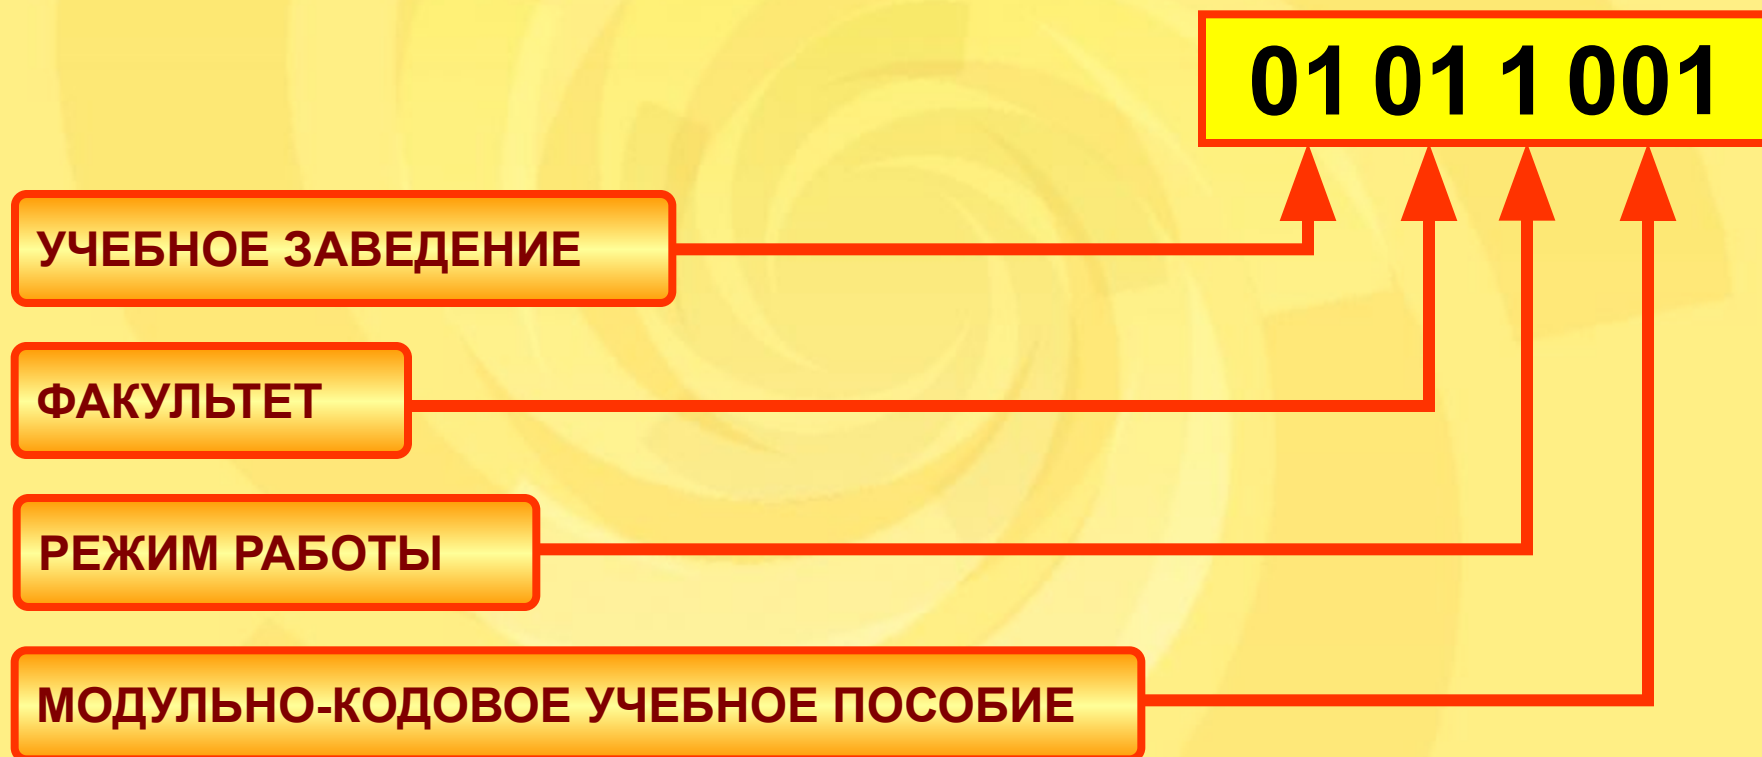 01 01 1 001
УЧЕБНОЕ ЗАВЕДЕНИЕ
ФАКУЛЬТЕТ
РЕЖИМ РАБОТЫ
МОДУЛЬНО-КОДОВОЕ УЧЕБНОЕ ПОСОБИЕ